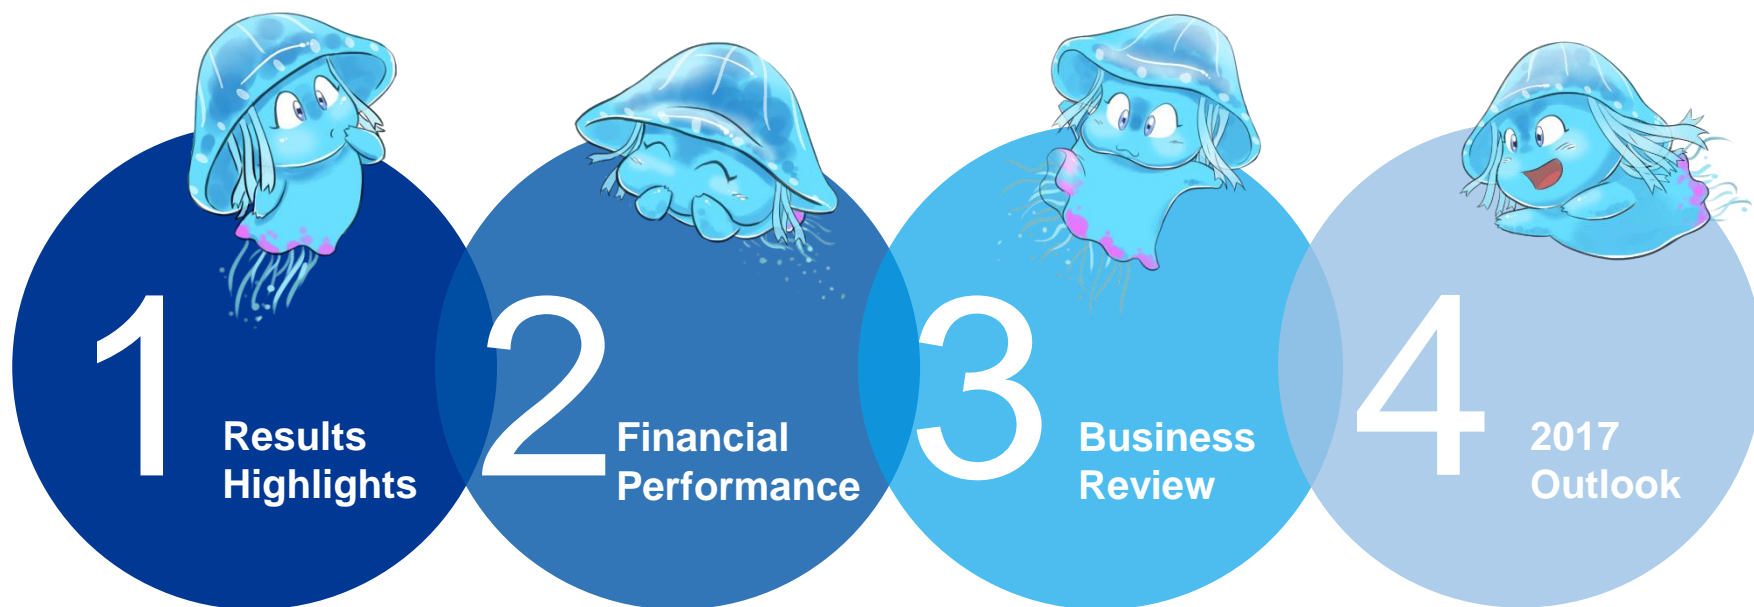 1
Results
Highlights
2
Financial
Performance
3
Business
Review
4
2017
Outlook